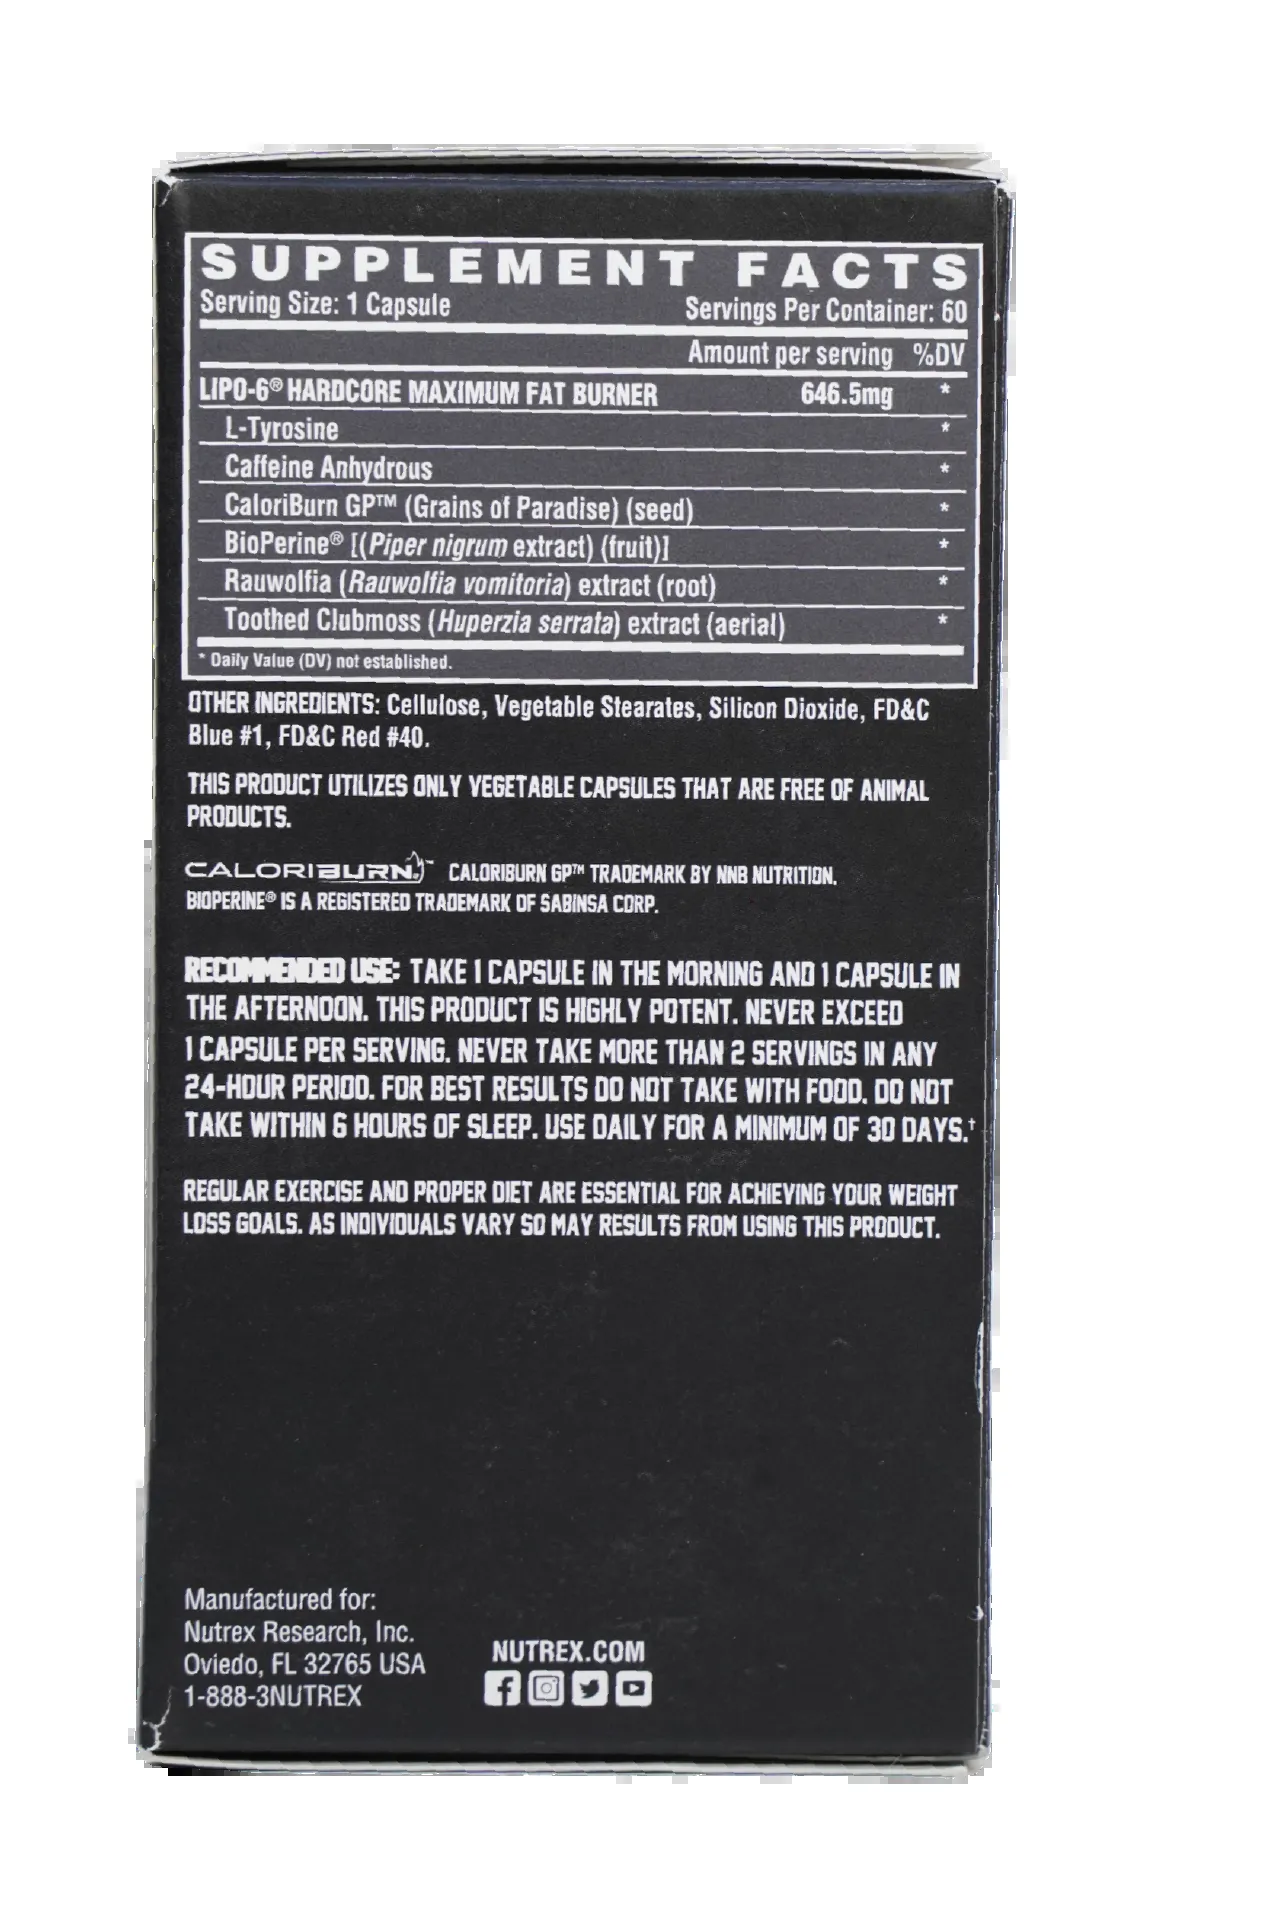 SUPPLEMENT FACTS
Serving Size: 1 Capsule Servings Per Container: 60
Amount per serving %DV
LIPO-6® HARDCORE MAXIMUM FAT BURNER 646.5mg *
L-Tyrosine *
Caffeine Anhydrous *
CaloriBurn GP™ (Grains of Paradise) (seed) *
BioPerine® [(Piper nigrum extract) (fruit)] *
Rauwolfia (Rauwolfia vomitoria) extract (root) *
Toothed Clubmoss (Huperzia serrata) extract (aerial) *
* Daily Value (DV) not established.
OTHER INGREDIENTS: Cellulose, Vegetable Stearates, Silicon Dioxide, FD&C
Blue #1, FD&C Red #40.
THIS PRODUCT UTILIZES ONLY VEGETABLE CAPSULES THAT ARE FREE OF ANIMAL
PRODUCTS.
CALORIBURN™ CALORIBURN GP™ TRADEMARK BY NNB NUTRITION.
BIOPERINE® IS A REGISTERED TRADEMARK OF SABINSA CORP.
RECOMMENDED USE: TAKE 1 CAPSULE IN THE MORNING AND 1 CAPSULE IN
THE AFTERNOON. THIS PRODUCT IS HIGHLY POTENT. NEVER EXCEED
1 CAPSULE PER SERVING. NEVER TAKE MORE THAN 2 SERVINGS IN ANY
24-HOUR PERIOD. FOR BEST RESULTS DO NOT TAKE WITH FOOD. DO NOT
TAKE WITHIN 6 HOURS OF SLEEP. USE DAILY FOR A MINIMUM OF 30 DAYS.†
REGULAR EXERCISE AND PROPER DIET ARE ESSENTIAL FOR ACHIEVING YOUR WEIGHT
LOSS GOALS. AS INDIVIDUALS VARY SO MAY RESULTS FROM USING THIS PRODUCT.
Manufactured for:
Nutrex Research, Inc.
Oviedo, FL 32765 USA
1-888-3NUTREX
NUTREX.COM